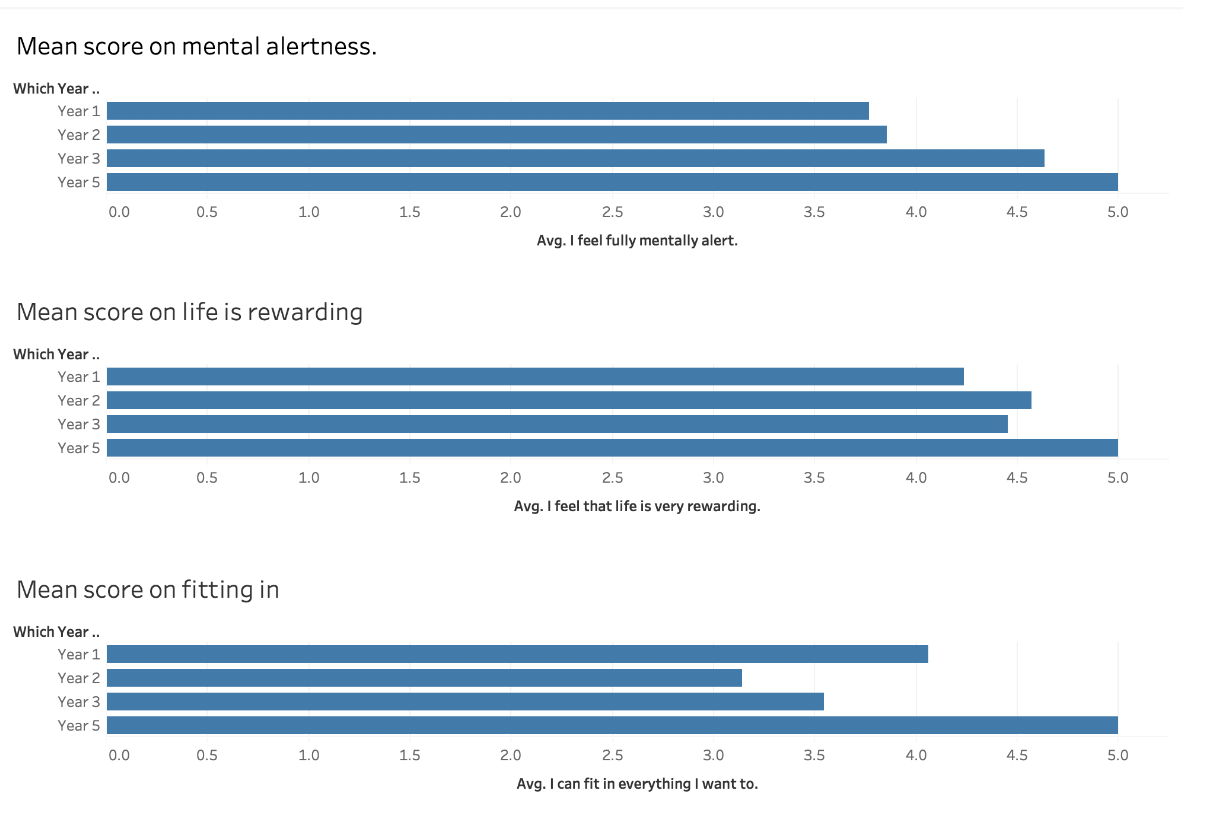 Mean score on mental alertness.
Which Year ..
Year 1
Year 2
Year 3
Year 5
0.0 0.5 1.0 1.5 2.0 2.5 3.0 3.5 4.0 4.5 5.0
Avg. I feel fully mentally alert.
Mean score on life is rewarding
Which Year ..
Year 1
Year 2
Year 3
Year 5
0.0 0.5 1.0 1.5 2.0 2.5 3.0 3.5 4.0 4.5 5.0
Avg. I feel that life is very rewarding.
Mean score on fitting in
Which Year ..
Year 1
Year 2
Year 3
Year 5
0.0 0.5 1.0 1.5 2.0 2.5 3.0 3.5 4.0 4.5 5.0
Avg. I can fit in everything I want to.